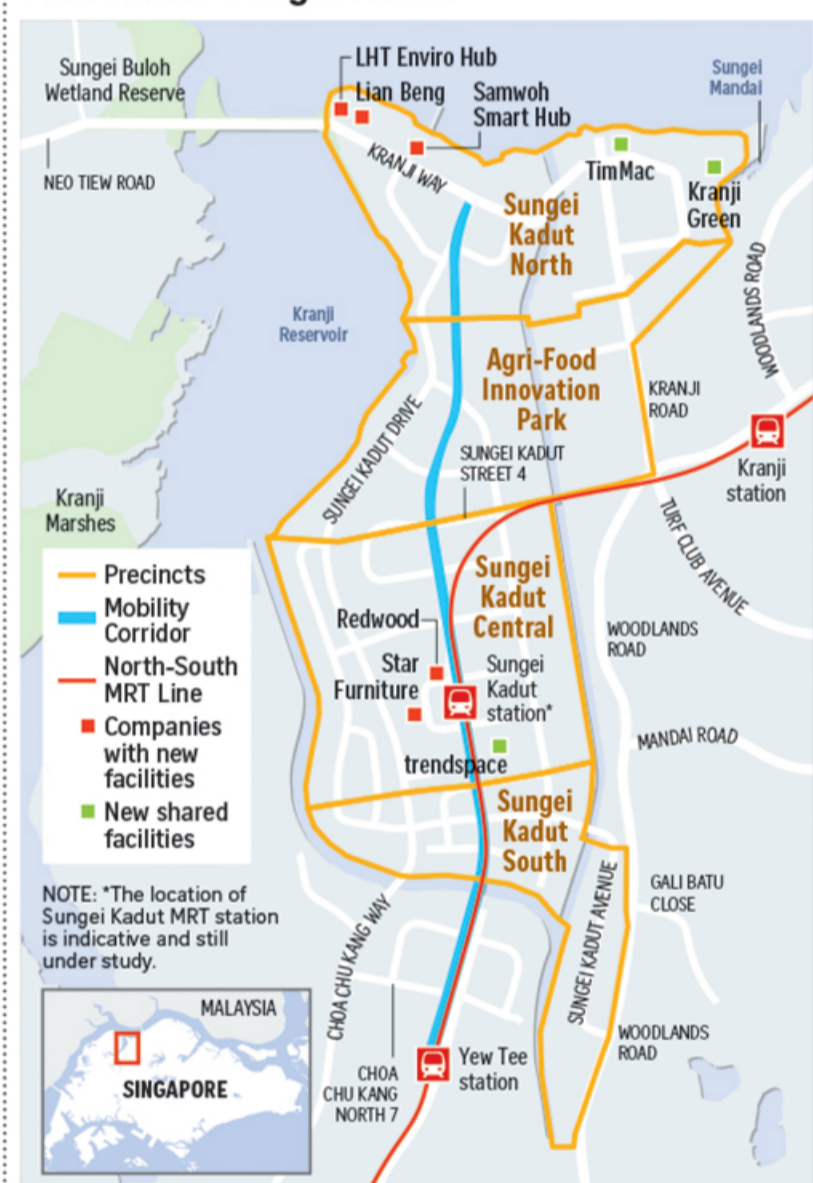 LHT Enviro Hub
Lian Beng
Samwoh
Smart Hub
Sungei Buloh
Wetland Reserve
Sungei
Mandai
NEO TIEW ROAD
KRANJI WAY
TimMac
Kranji
Green
Sungei
Kadut
North
WOODLANDS ROAD
Kranji
Reservoir
Agri-Food
Innovation
Park
KRANJI
ROAD
SUNGEI KADUT DRIVE
SUNGEI KADUT
STREET 4
Kranji
station
Kranji
Marshes
TURF CLUB AVENUE
Precincts
Mobility
Corridor
North-South
MRT Line
Companies
with new
facilities
New shared
facilities
Sungei
Kadut
Central
Redwood
Star
Furniture
Sungei
Kadut
station*
WOODLANDS
ROAD
MANDAI ROAD
trendspace
Sungei
Kadut
South
NOTE: *The location of
Sungei Kadut MRT station
is indicative and still
under study.
CHOA CHU KANG WAY
SUNGEI KADUT AVENUE
GALI BATU
CLOSE
MALAYSIA
SINGAPORE
CHOA
CHU KANG
NORTH 7
Yew Tee
station
WOODLANDS
ROAD